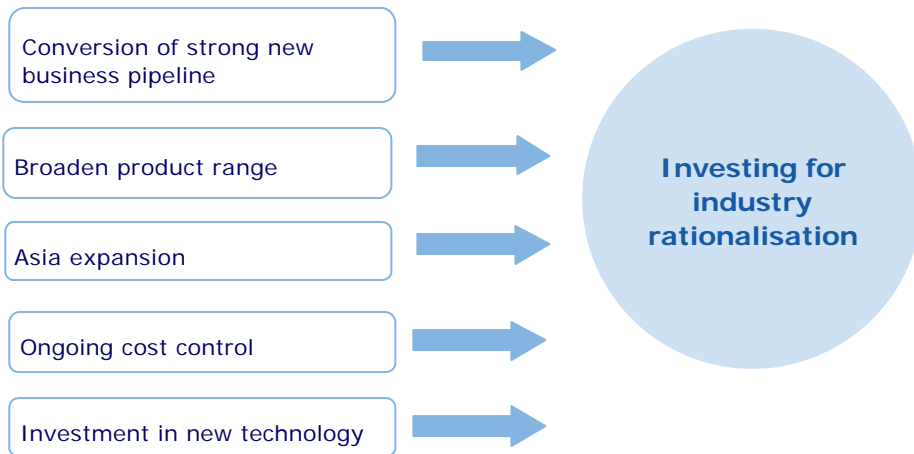 Conversion of strong new
business pipeline
Broaden product range
Asia expansion
Ongoing cost control
Investment in new technology
Investing for
industry
rationalisation